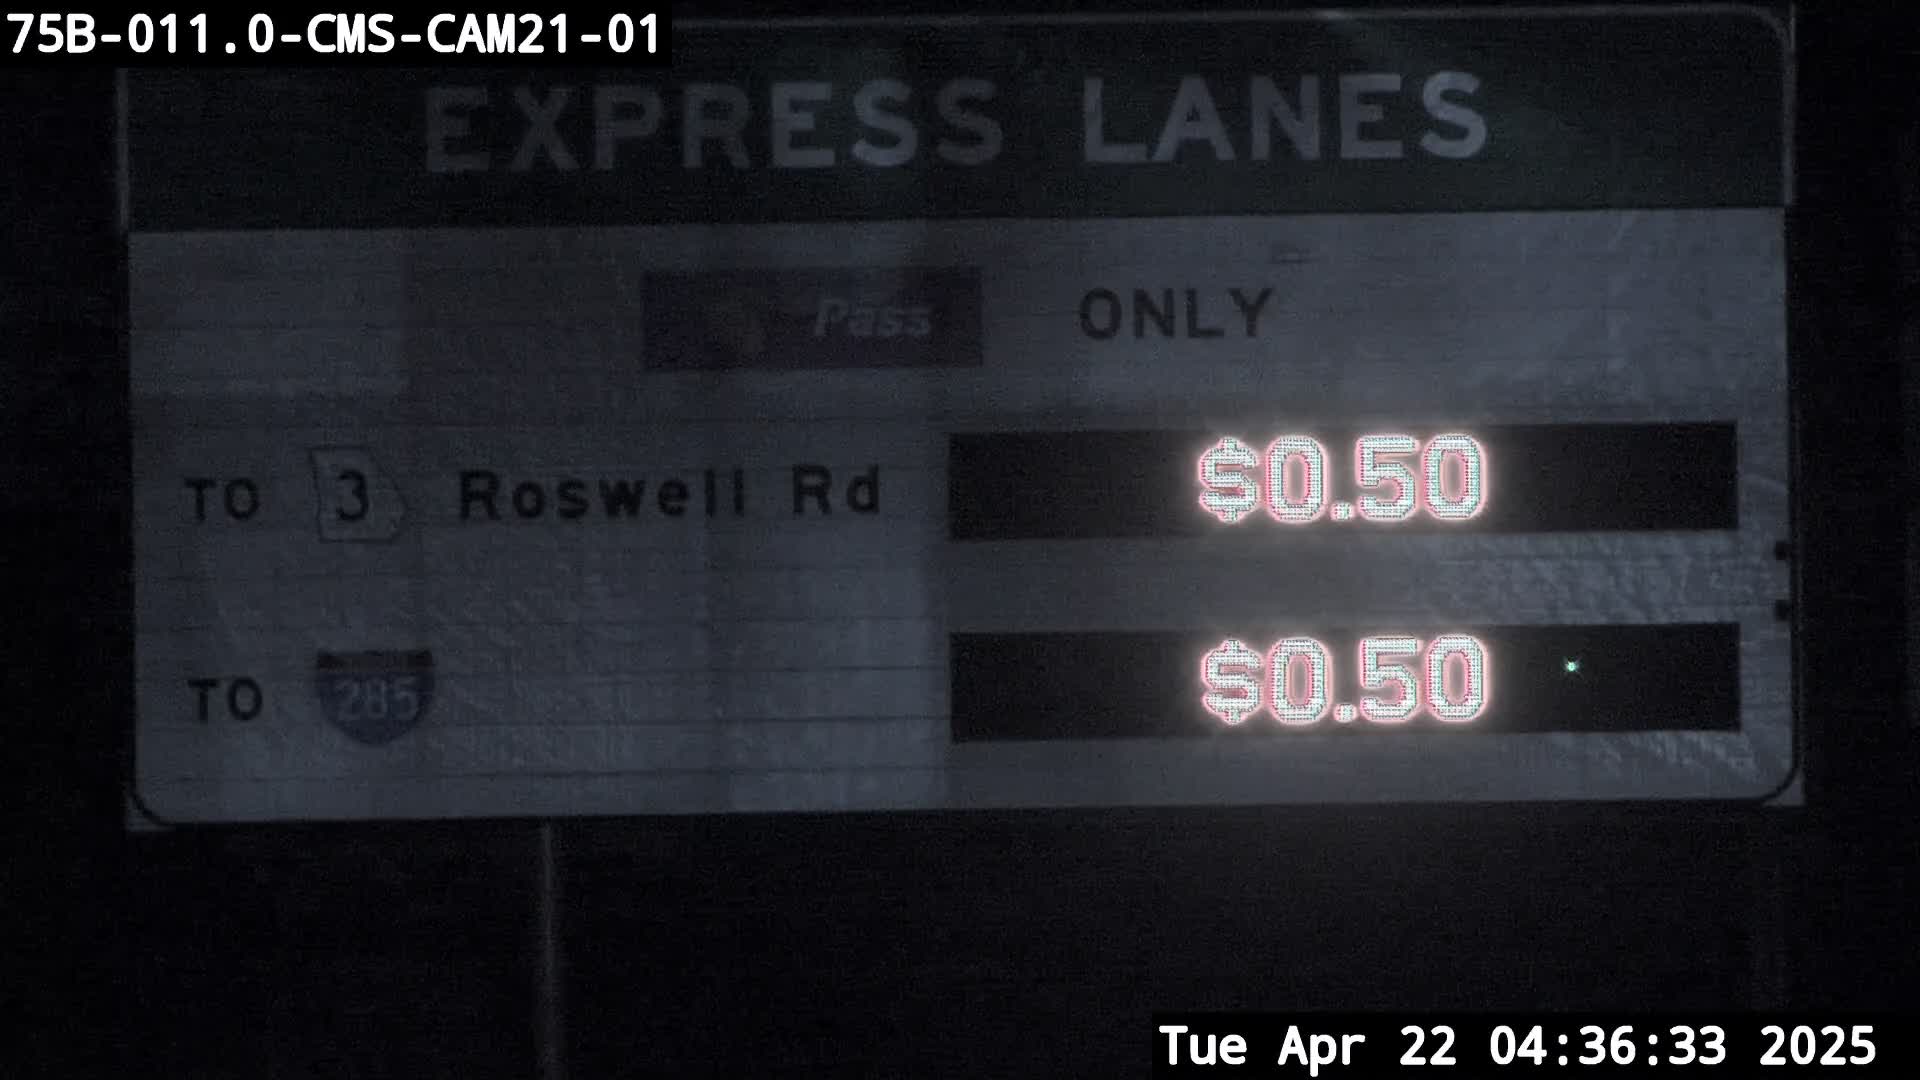 75B-011.0-CMS-CAM21-01
EXPRESS LANES
Pass ONLY
TO 3 Roswell Rd $0.50
TO 285 $0.50
Tue Apr 22 04:36:33 2025